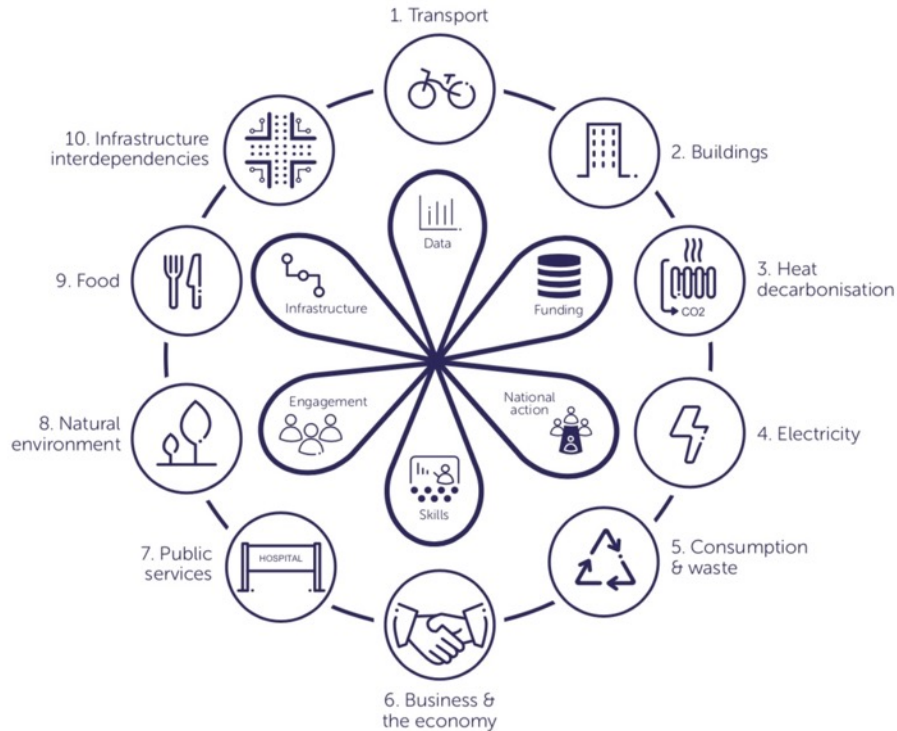 1. Transport
2. Buildings
3. Heat
decarbonisation
CO2
4. Electricity
5. Consumption
& waste
6. Business &
the economy
7. Public
services
HOSPITAL
8. Natural
environment
9. Food
10. Infrastructure
interdependencies
Data
Funding
National
action
Skills
Engagement
Infrastructure